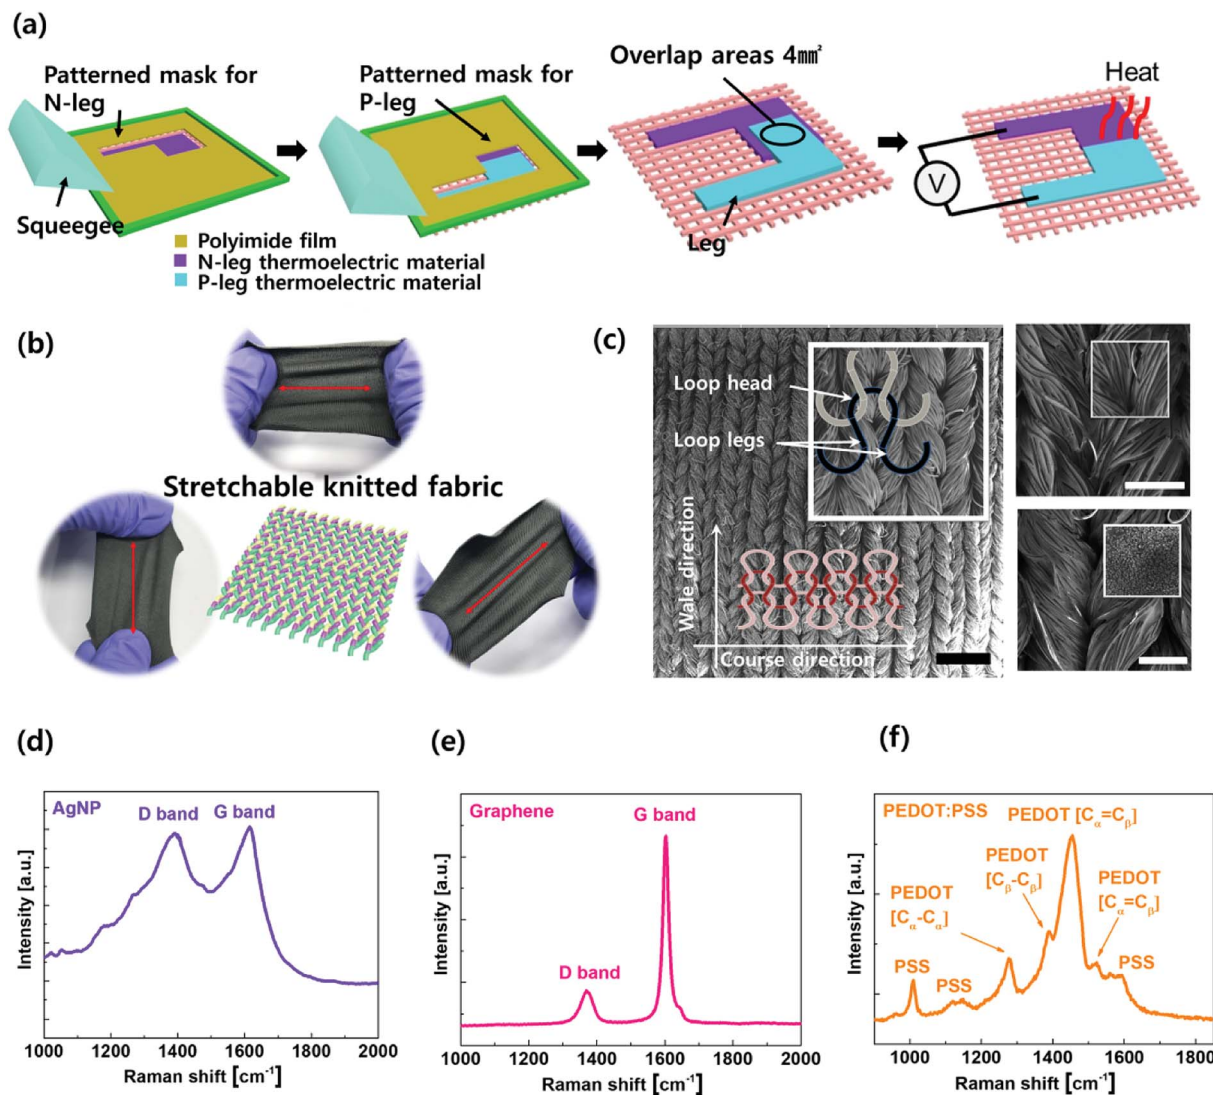 (a)
Patterned mask for
N-leg
Squeegee
Patterned mask for
P-leg
Overlap areas 4㎟
Leg
Heat
V
Polyimide film
N-leg thermoelectric material
P-leg thermoelectric material
(b)
Stretchable knitted fabric
(c)
Loop head
Loop legs
Wale direction
Course direction
(d)
AgNP
D band
G band
Intensity [a.u.]
1000 1200 1400 1600 1800 2000
Raman shift [cm⁻¹]
(e)
Graphene
G band
D band
Intensity [a.u.]
1000 1200 1400 1600 1800 2000
Raman shift [cm⁻¹]
(f)
PEDOT:PSS
PEDOT [Cα=Cβ]
PEDOT
[Cβ-Cβ]
PEDOT
[Cα-Cα]
PEDOT
[Cα=Cβ]
PSS
PSS
PSS
Intensity [a.u.]
1000 1200 1400 1600 1800
Raman shift [cm⁻¹]